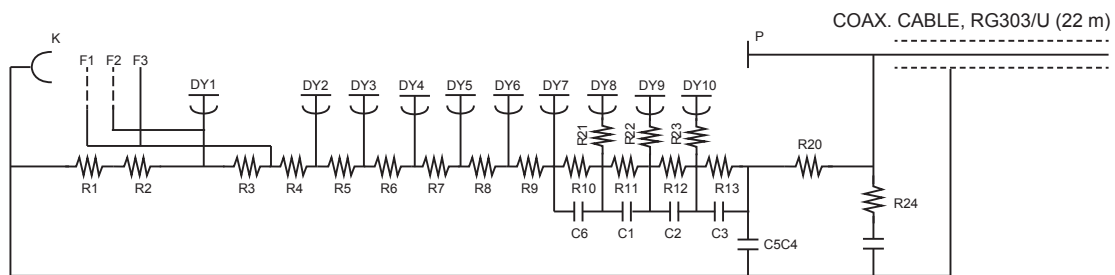 COAX. CABLE, RG303/U (22 m)
K
P
F1 F2 F3
DY1 DY2 DY3 DY4 DY5 DY6 DY7 DY8 DY9 DY10
R21 R22 R23
R20
R1 R2 R3 R4 R5 R6 R7 R8 R9 R10 R11 R12 R13
R24
C6 C1 C2 C3
C5C4